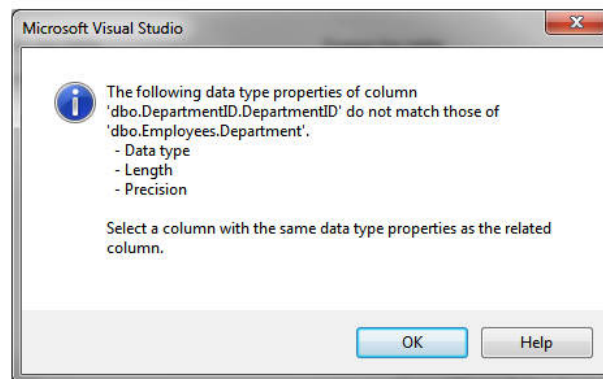 Microsoft Visual Studio
The following data type properties of column
'dbo.DepartmentID.DepartmentID' do not match those of
'dbo.Employees.Department'.
- Data type
- Length
- Precision
Select a column with the same data type properties as the related
column.
OK
Help